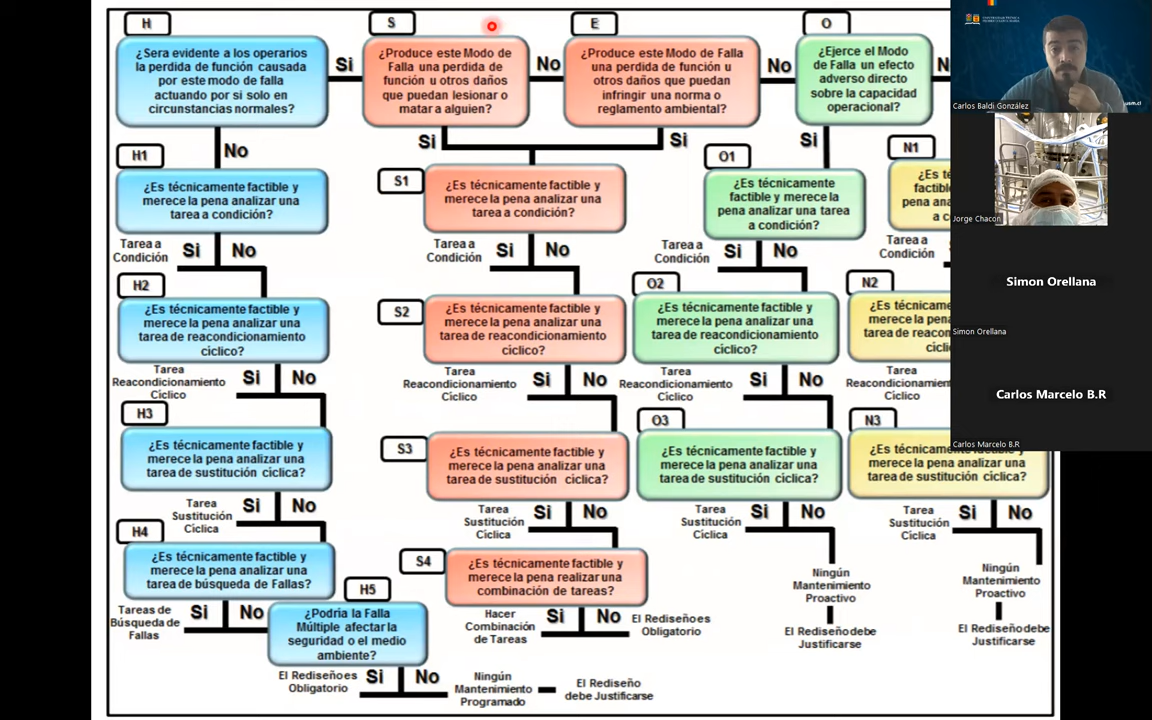 H
¿Sera evidente a los operarios
la perdida de función causada
por este modo de falla
actuando por si solo en
circunstancias normales?
Si
S
¿Produce este Modo de
Falla una perdida de
función u otros daños
que puedan lesionar o
matar a alguien?
No
E
¿Produce este Modo de Falla
una perdida de función u
otros daños que puedan
infringir una norma o
reglamento ambiental?
No
O
¿Ejerce el Modo
de Falla un efecto
adverso directo
sobre la capacidad
operacional?
No
H1
¿Es técnicamente factible y
merece la pena analizar una
tarea a condición?
Si
Si
S1
¿Es técnicamente factible y
merece la pena analizar una
tarea a condición?
Si
O1
¿Es técnicamente
factible y merece la
pena analizar una tarea
a condición?
N1
¿Es
factible
pena ana
Tarea a
Condición
Si
No
Tarea a
Condición
Si
No
Tarea a
Condición
Si
No
Tarea a
Condición
H2
¿Es técnicamente factible y
merece la pena analizar una
tarea de reacondicionamiento
cíclico?
S2
¿Es técnicamente factible y
merece la pena analizar una
tarea de reacondicionamiento
cíclico?
O2
¿Es técnicamente factible y
merece la pena analizar una
tarea de reacondicionamiento
cíclico?
N2
¿Es técnicame
merece la pena
tarea de reacon
Tarea
Reacondicionamiento
Cíclico
Si
No
Tarea
Reacondicionamiento
Cíclico
Si
No
Tarea
Reacondicionamiento
Cíclico
Si
No
Tarea
Reacondicionamiento
Cíclico
H3
¿Es técnicamente factible y
merece la pena analizar una
tarea de sustitución cíclica?
S3
¿Es técnicamente factible y
merece la pena analizar una
tarea de sustitución cíclica?
O3
¿Es técnicamente factible y
merece la pena analizar una
tarea de sustitución cíclica?
N3
¿Es técnicamente factible y
merece la pena analizar una
tarea de sustitución cíclica?
Tarea
Sustitución
Cíclica
Si
No
Tarea
Sustitución
Cíclica
Si
No
Tarea
Sustitución
Cíclica
Si
No
Tarea
Sustitución
Cíclica
Si
No
H4
¿Es técnicamente factible y
merece la pena analizar una
tarea de búsqueda de Fallas?
S4
¿Es técnicamente factible y
merece la pena realizar una
combinación de tareas?
Ningún
Mantenimiento
Proactivo
El Rediseño debe
Justificarse
Ningún
Mantenimiento
Proactivo
El Rediseño debe
Justificarse
Tareas de
Búsqueda de
Fallas
Si
No
H5
¿Podría la Falla
Múltiple afectar la
seguridad o el medio
ambiente?
Hacer
Combinación
de Tareas
Si
No
El Rediseño es
Obligatorio
El Rediseño es
Obligatorio
Si
No
Ningún
Mantenimiento
Programado
El Rediseño
debe Justificarse
Carlos Baldi González
usm.cl
Jorge Chacon
Simon Orellana
Simon Orellana
Carlos Marcelo B.R
Carlos Marcelo B.R